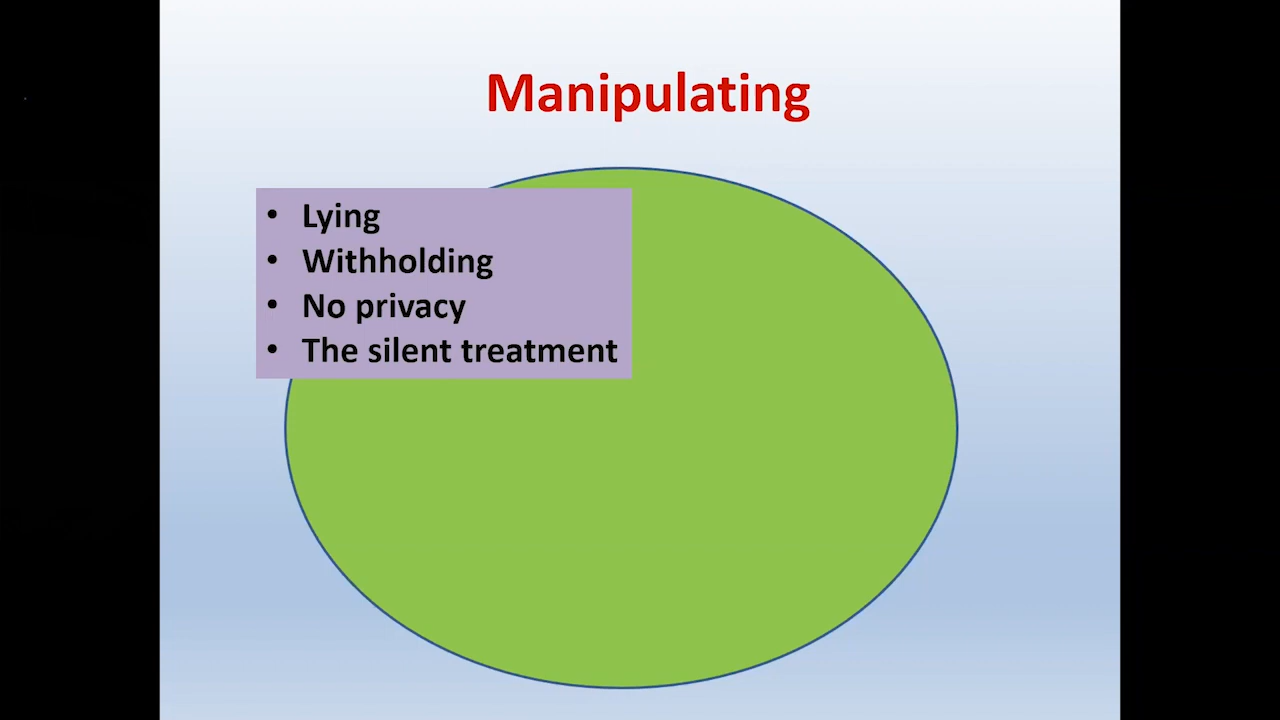 Manipulating
• Lying
• Withholding
• No privacy
• The silent treatment